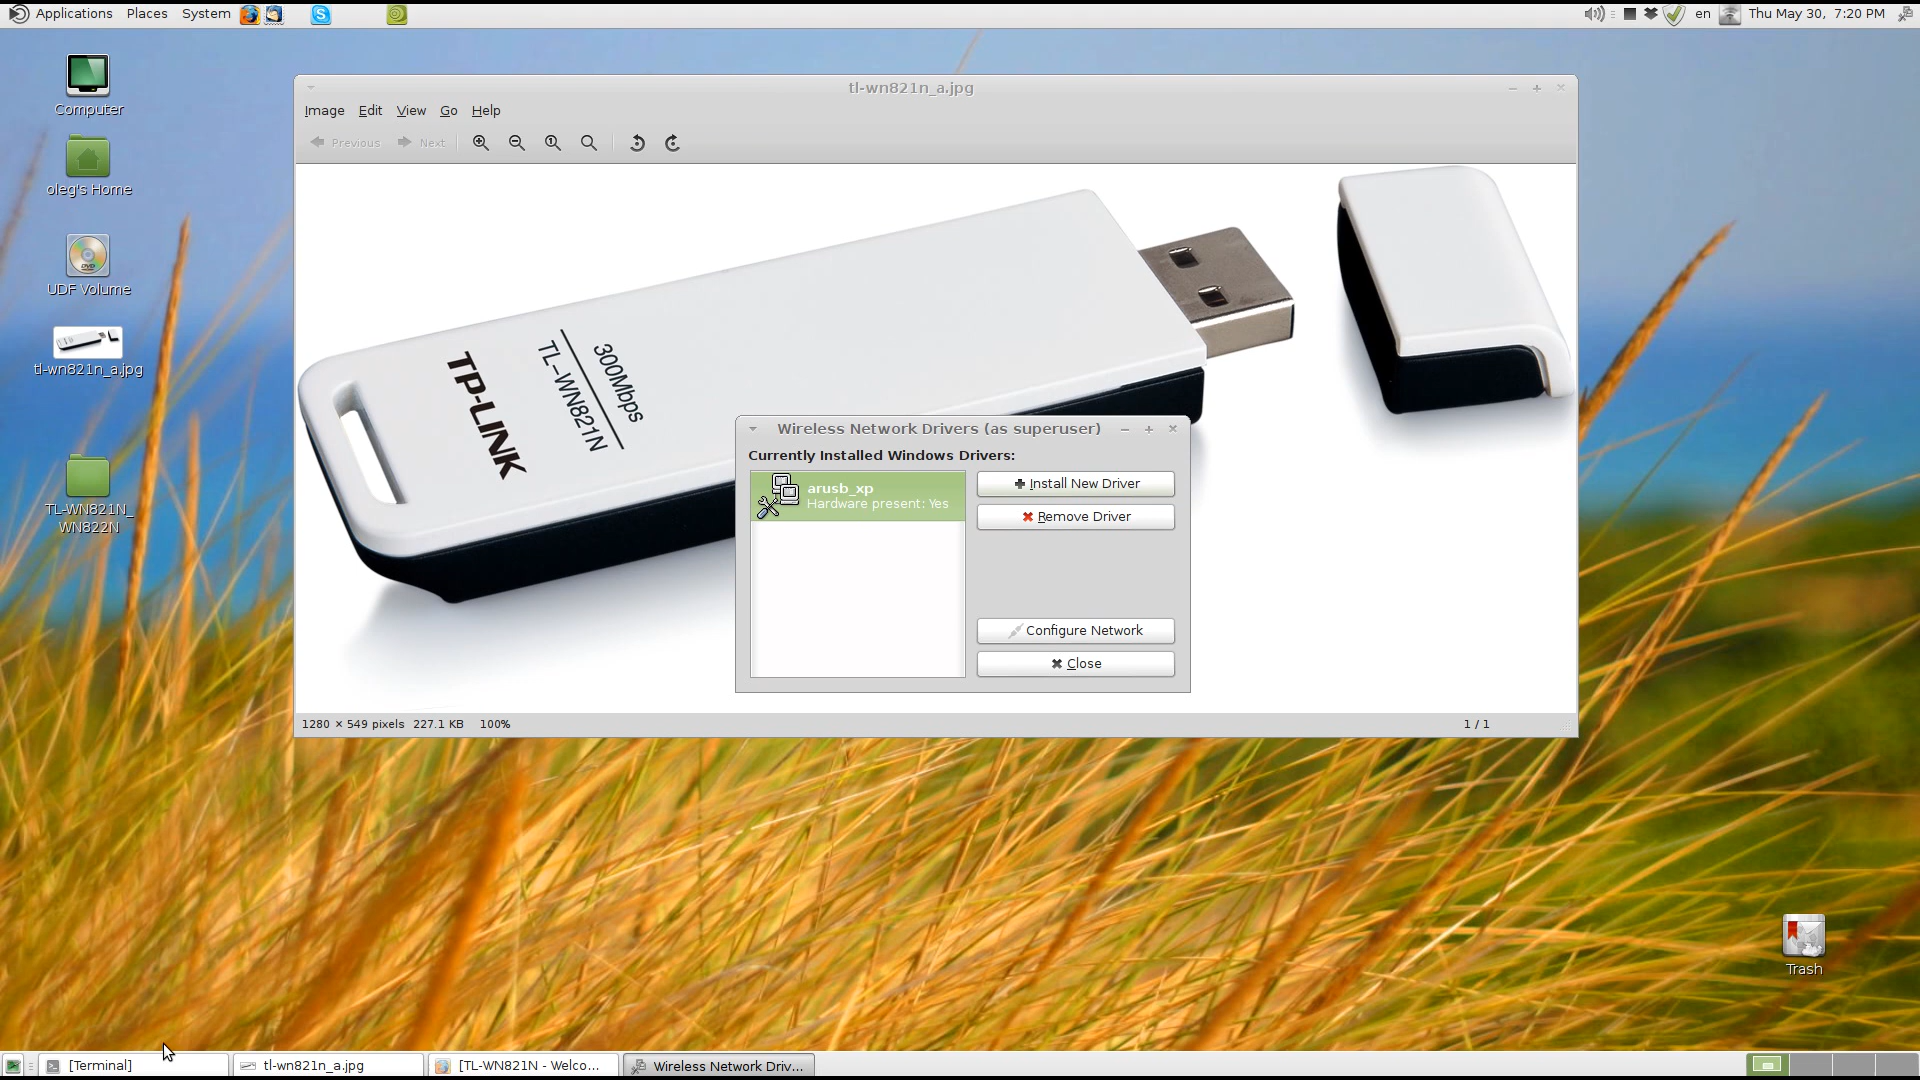 Applications Places System
en Thu May 30, 7:20 PM
Computer
oleg's Home
UDF Volume
DVD
tl-wn821n_a.jpg
TL-WN821N_
WN822N
tl-wn821n_a.jpg
Image Edit View Go Help
Previous Next
TP-LINK
TL-WN821N
300Mbps
Wireless Network Drivers (as superuser)
Currently Installed Windows Drivers:
arusb_xp
Hardware present: Yes
Install New Driver
Remove Driver
Configure Network
Close
1280 × 549 pixels 227.1 KB 100%
1 / 1
Trash
[Terminal]
tl-wn821n_a.jpg
[TL-WN821N - Welco...
Wireless Network Driv...